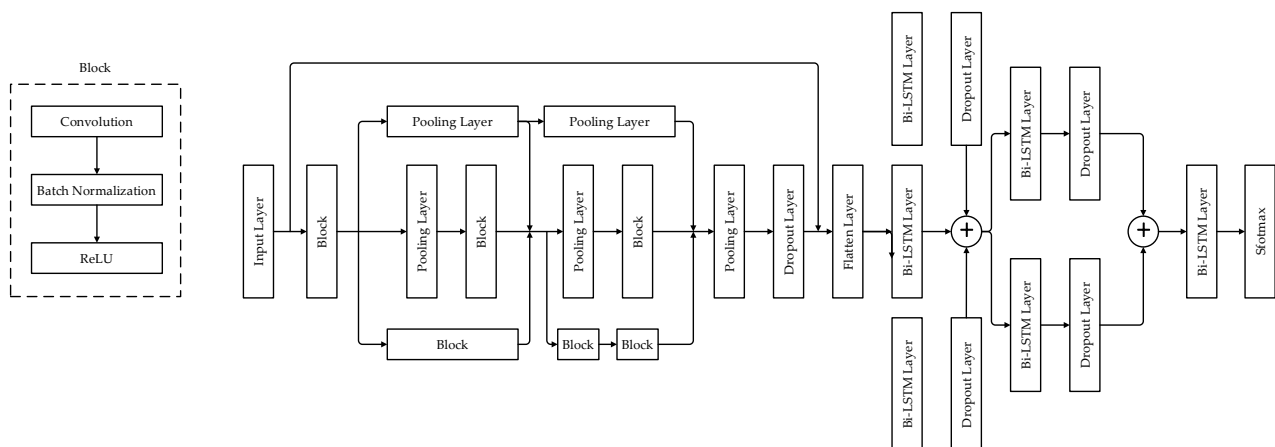 Block
Convolution
Batch Normalization
ReLU
Input Layer
Block
Pooling Layer
Pooling Layer
Block
Block
Pooling Layer
Pooling Layer
Block
Block
Block
Pooling Layer
Dropout Layer
Flatten Layer
Bi-LSTM Layer
Dropout Layer
Bi-LSTM Layer
Bi-LSTM Layer
Dropout Layer
+
Bi-LSTM Layer
Dropout Layer
Bi-LSTM Layer
Dropout Layer
+
Bi-LSTM Layer
Sfotmax